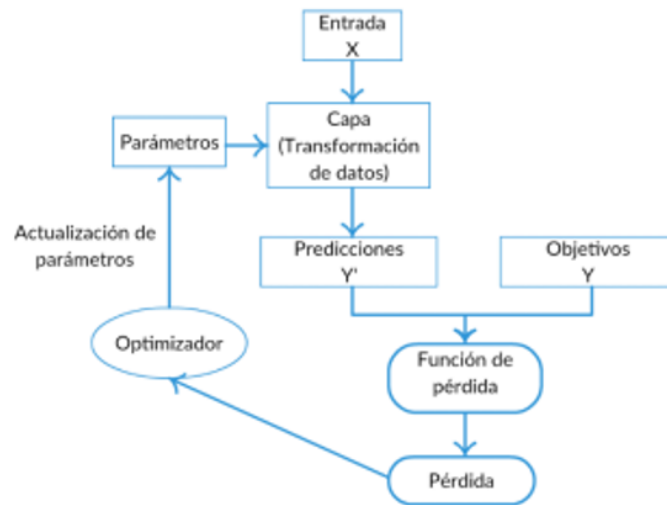 Entrada
X
Capa
(Transformación
de datos)
Parámetros
Actualización de
parámetros
Predicciones
Y'
Objetivos
Y
Optimizador
Función de
pérdida
Pérdida